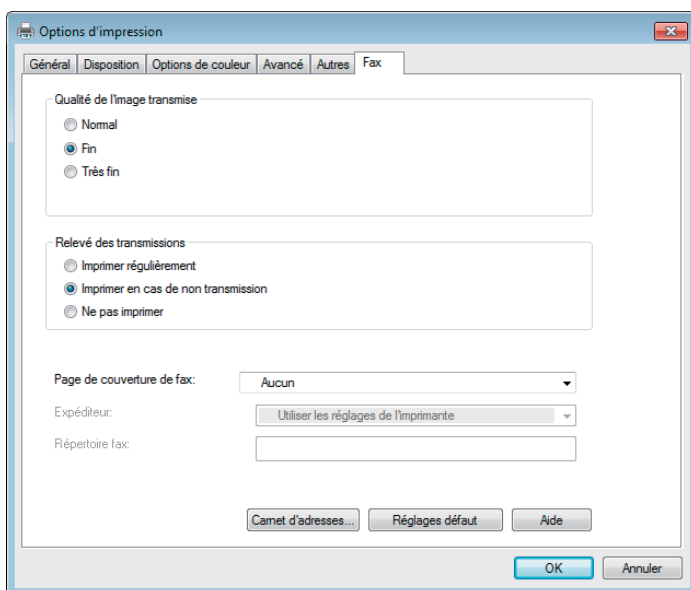 Options d'impression
Général Disposition Options de couleur Avancé Autres Fax
Qualité de l'image transmise
Normal
Fin
Très fin
Relevé des transmissions
Imprimer régulièrement
Imprimer en cas de non transmission
Ne pas imprimer
Page de couverture de fax: Aucun
Expéditeur: Utiliser les réglages de l'imprimante
Répertoire fax:
Carnet d'adresses... Réglages défaut Aide
OK Annuler